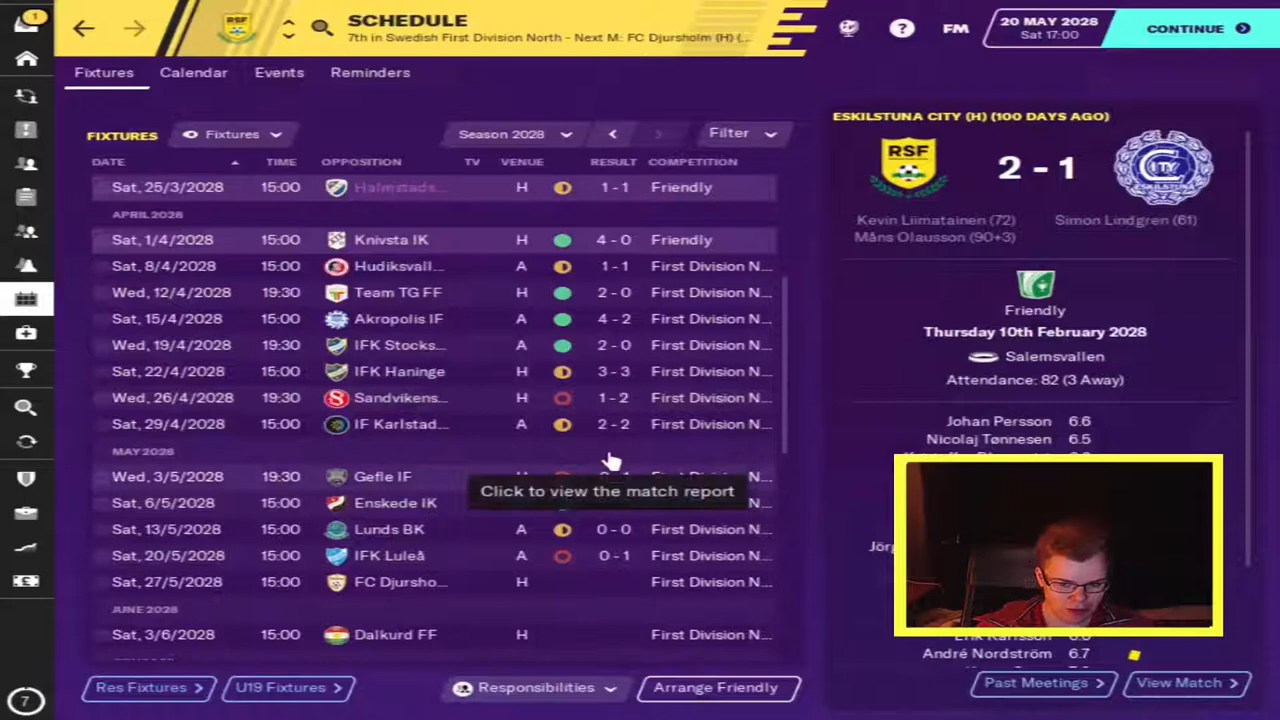 1
SCHEDULE
7th in Swedish First Division North - Next M: FC Djursholm (H) (...
FM
20 MAY 2028
Sat 17:00
CONTINUE
Fixtures Calendar Events Reminders
FIXTURES Fixtures Season 2028 Filter
DATE TIME OPPOSITION TV VENUE RESULT COMPETITION
Sat, 25/3/2028 15:00 Halmstads... H 1 - 1 Friendly
APRIL 2028
Sat, 1/4/2028 15:00 Knivsta IK H 4 - 0 Friendly
Sat, 8/4/2028 15:00 Hudiksvall... A 1 - 1 First Division N...
Wed, 12/4/2028 19:30 Team TG FF H 2 - 0 First Division N...
Sat, 15/4/2028 15:00 Akropolis IF A 4 - 2 First Division N...
Wed, 19/4/2028 19:30 IFK Stocks... A 2 - 0 First Division N...
Sat, 22/4/2028 15:00 IFK Haninge H 3 - 3 First Division N...
Wed, 26/4/2028 19:30 Sandvikens... H 1 - 2 First Division N...
Sat, 29/4/2028 15:00 IF Karlstad... A 2 - 2 First Division N...
MAY 2028
Wed, 3/5/2028 19:30 Gefle IF
Click to view the match report
Sat, 6/5/2028 15:00 Enskede IK First Division N...
Sat, 13/5/2028 15:00 Lunds BK A 0 - 0 First Division N...
Sat, 20/5/2028 15:00 IFK Luleå A 0 - 1 First Division N...
Sat, 27/5/2028 15:00 FC Djursho... H First Division N...
JUNE 2028
Sat, 3/6/2028 15:00 Dalkurd FF H First Division N...
Res Fixtures > U19 Fixtures > Responsibilities Arrange Friendly
7
ESKILSTUNA CITY (H) (100 DAYS AGO)
RSF 2 - 1 CITY
ESKILSTUNA
Kevin Liimatainen (72) Simon Lindgren (61)
Måns Olausson (90+3)
Friendly
Thursday 10th February 2028
Salemsvallen
Attendance: 82 (3 Away)
Johan Persson 6.6
Nicolaj Tønnesen 6.5
Erik Karlsson
André Nordström 6.7
Past Meetings > View Match >